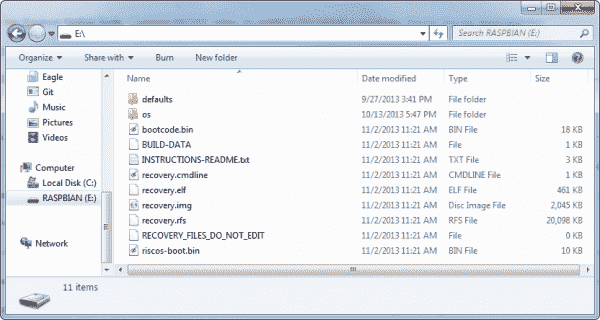 E:\
Search RASPBIAN (E:)
Organize Share with Burn New folder
Eagle
Git
Music
Pictures
Videos
Computer
Local Disk (C:)
RASPBIAN (E:)
Network
Name Date modified Type Size
defaults 9/27/2013 3:41 PM File folder
os 10/13/2013 5:47 PM File folder
bootcode.bin 11/2/2013 11:21 AM BIN File 18 KB
BUILD-DATA 11/2/2013 11:21 AM File 1 KB
INSTRUCTIONS-README.txt 11/2/2013 11:21 AM TXT File 3 KB
recovery.cmdline 11/2/2013 11:21 AM CMDLINE File 1 KB
recovery.elf 11/2/2013 11:21 AM ELF File 461 KB
recovery.img 11/2/2013 11:21 AM Disc Image File 2,045 KB
recovery.rfs 11/2/2013 11:21 AM RFS File 20,098 KB
RECOVERY_FILES_DO_NOT_EDIT 11/2/2013 11:21 AM File 0 KB
riscos-boot.bin 11/2/2013 11:21 AM BIN File 10 KB
11 items